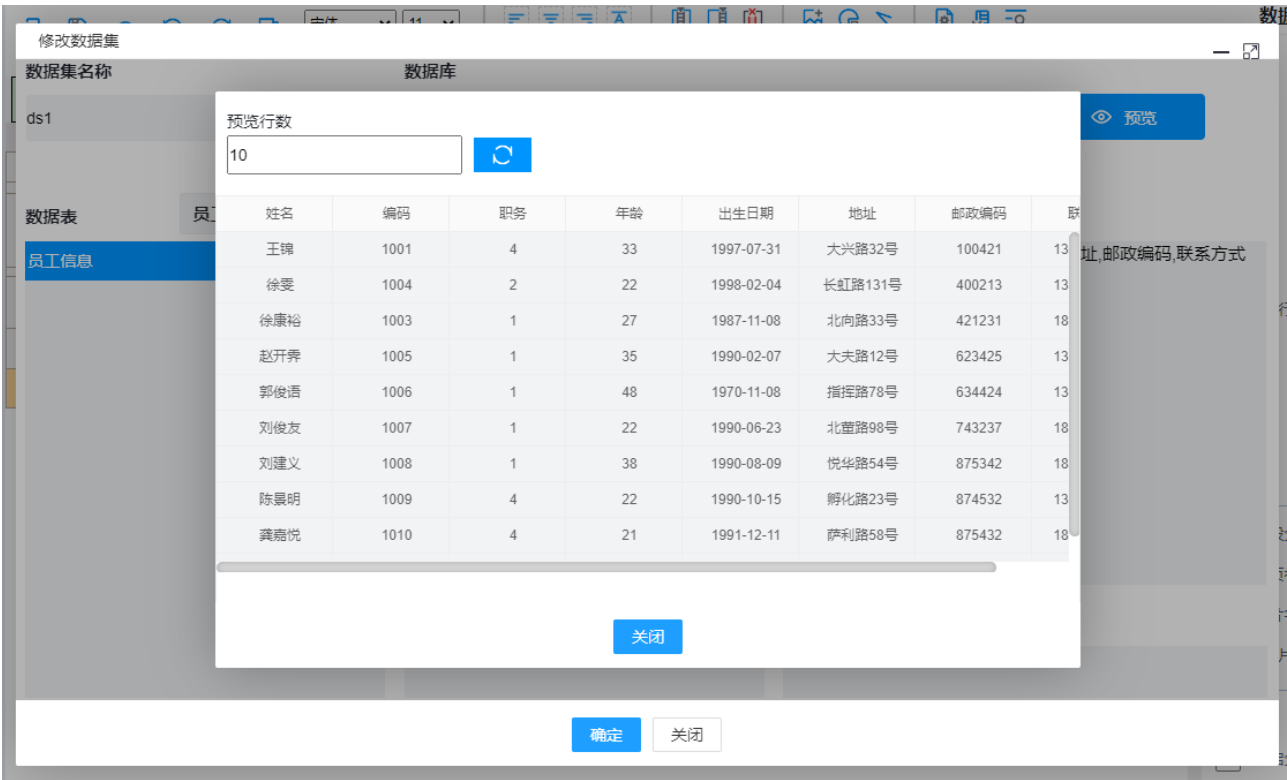 宋体 11
修改数据集
数据集名称 数据库
ds1
预览行数
预览
10
数据表
员工信息
姓名 编码 职务 年龄 出生日期 地址 邮政编码
王锦 1001 4 33 1997-07-31 大兴路32号 100421 13
址,邮政编码,联系方式
徐雯 1004 2 22 1998-02-04 长虹路131号 400213 13
徐康裕 1003 1 27 1987-11-08 北向路33号 421231 18
赵开霁 1005 1 35 1990-02-07 大夫路12号 623425 13
郭俊语 1006 1 48 1970-11-08 指挥路78号 634424 13
刘俊友 1007 1 22 1990-06-23 北董路98号 743237 18
刘建义 1008 1 38 1990-08-09 悦华路54号 875342 18
陈景明 1009 4 22 1990-10-15 孵化路23号 874532 13
龚嘉悦 1010 4 21 1991-12-11 萨利路58号 875432 18
关闭
确定 关闭